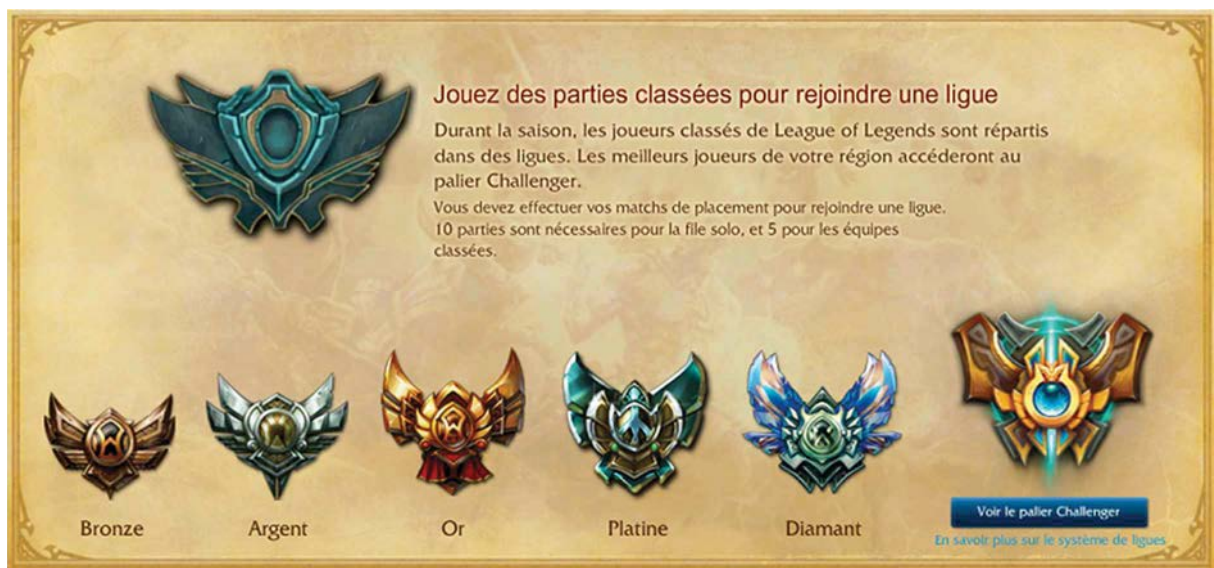 Jouez des parties classées pour rejoindre une ligue
Durant la saison, les joueurs classés de League of Legends sont répartis
dans des ligues. Les meilleurs joueurs de votre région accéderont au
palier Challenger.
Vous devez effectuer vos matchs de placement pour rejoindre une ligue.
10 parties sont nécessaires pour la file solo, et 5 pour les équipes
classées.
Bronze
Argent
Or
Platine
Diamant
Voir le palier Challenger
En savoir plus sur le système de ligues